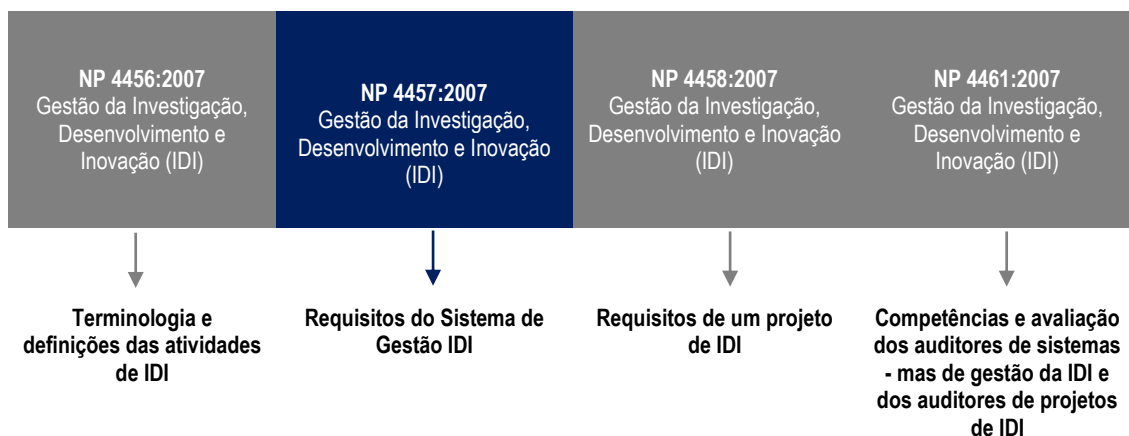 NP 4456:2007
Gestão da Investigação,
Desenvolvimento e
Inovação (IDI)
NP 4457:2007
Gestão da Investigação,
Desenvolvimento e Inovação
(IDI)
NP 4458:2007
Gestão da Investigação,
Desenvolvimento e Inovação
(IDI)
NP 4461:2007
Gestão da Investigação,
Desenvolvimento e
Inovação (IDI)
Terminologia e
definições das atividades
de IDI
Requisitos do Sistema de
Gestão IDI
Requisitos de um projeto
de IDI
Competências e avaliação
dos auditores de sistemas
- mas de gestão da IDI e
dos auditores de projetos
de IDI